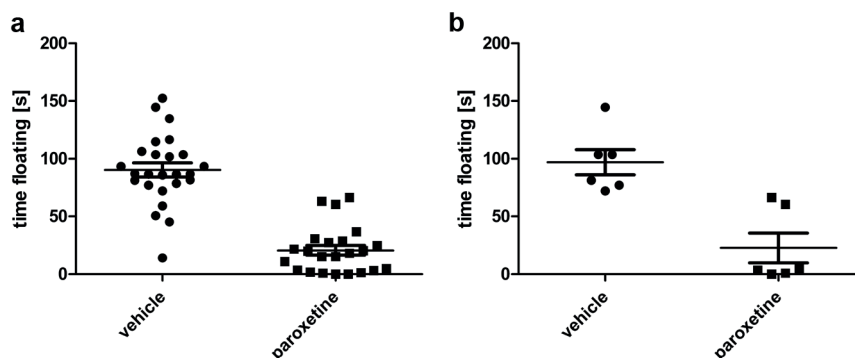 a
time floating [s]
200
150
100
50
0
vehicle
paroxetine
b
time floating [s]
200
150
100
50
0
vehicle
paroxetine